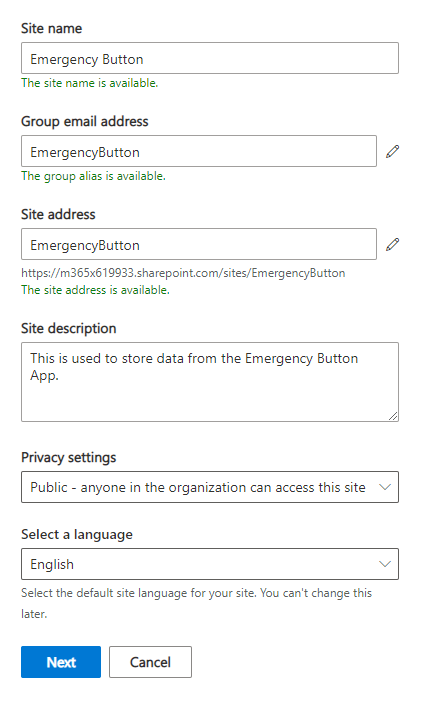 Site name
Emergency Button
The site name is available.
Group email address
EmergencyButton
The group alias is available.
Site address
EmergencyButton
https://m365x619933.sharepoint.com/sites/EmergencyButton
The site address is available.
Site description
This is used to store data from the Emergency Button
App.
Privacy settings
Public - anyone in the organization can access this site
Select a language
English
Select the default site language for your site. You can't change this
later.
Next Cancel